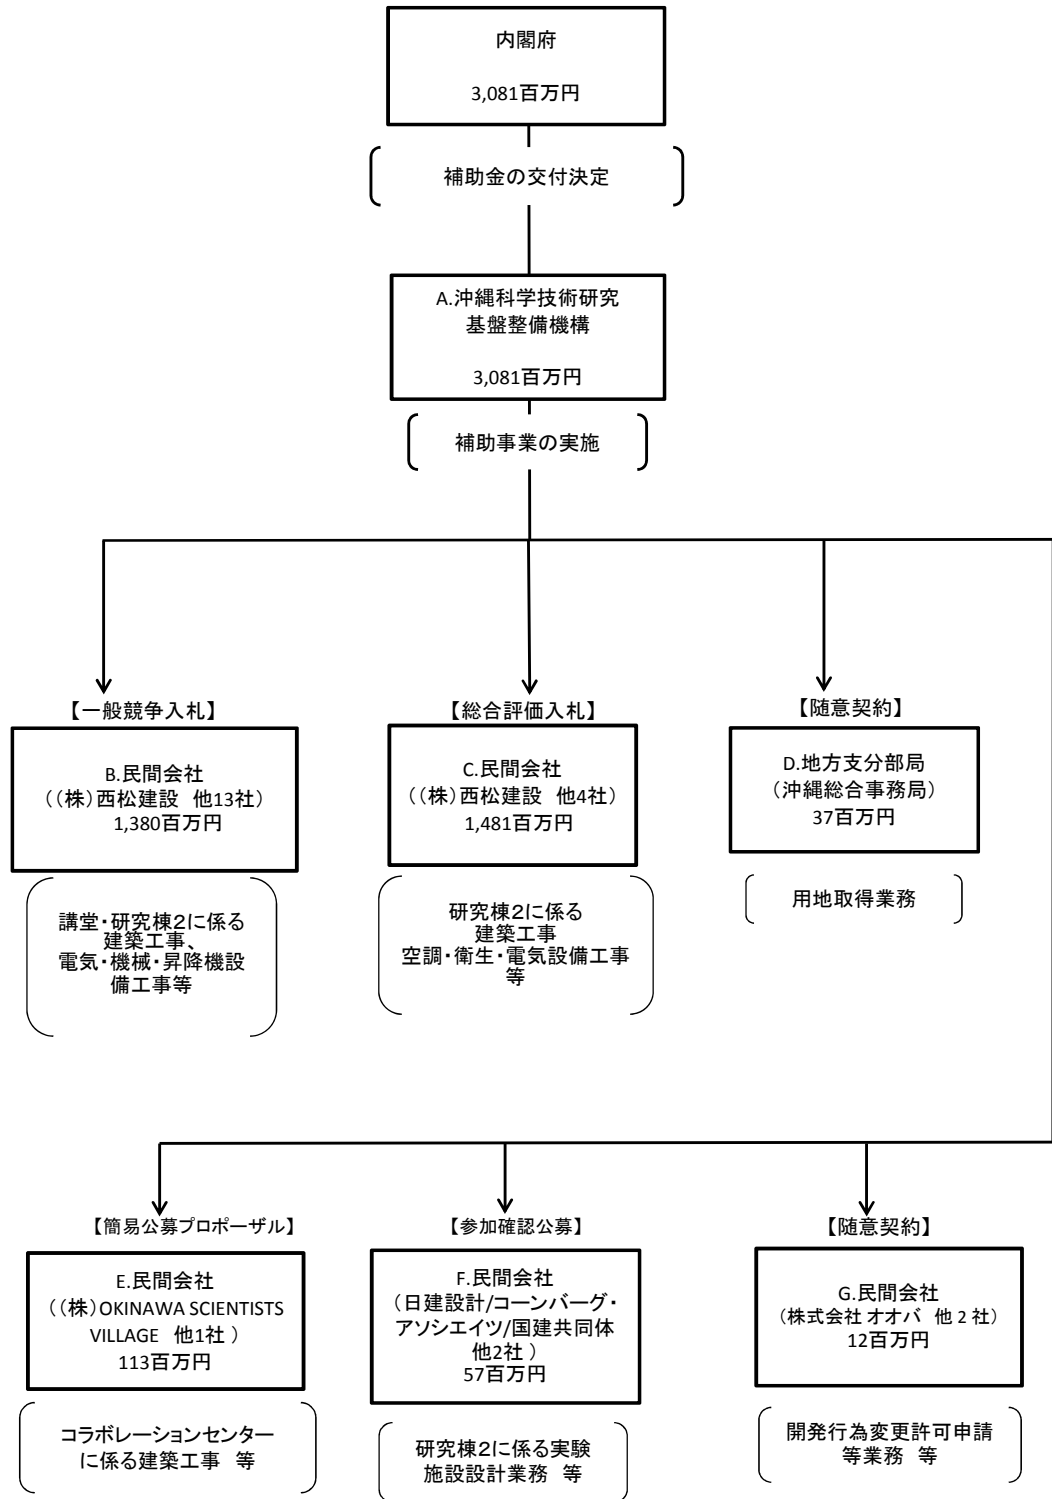 内閣府
3,081百万円
補助金の交付決定
A.沖縄科学技術研究
基盤整備機構
3,081百万円
補助事業の実施
【一般競争入札】
B.民間会社
（（株）西松建設　他13社）
1,380百万円
講堂・研究棟２に係る
建築工事、
電気・機械・昇降機設
備工事等
【総合評価入札】
C.民間会社
（（株）西松建設　他4社）
1,481百万円
研究棟２に係る
建築工事
空調・衛生・電気設備工事
等
【随意契約】
D.地方支分部局
（沖縄総合事務局）
37百万円
用地取得業務
【簡易公募プロポーザル】
E.民間会社
（（株）OKINAWA SCIENTISTS
VILLAGE　他1社 ）
113百万円
コラボレーションセンター
に係る建築工事　等
【参加確認公募】
F.民間会社
（日建設計/コーンバーグ・
アソシエイツ/国建共同体
他2社 ）
57百万円
研究棟２に係る実験
施設設計業務　等
【随意契約】
G.民間会社
（株式会社 オオバ　他 2 社）
12百万円
開発行為変更許可申請
等業務　等